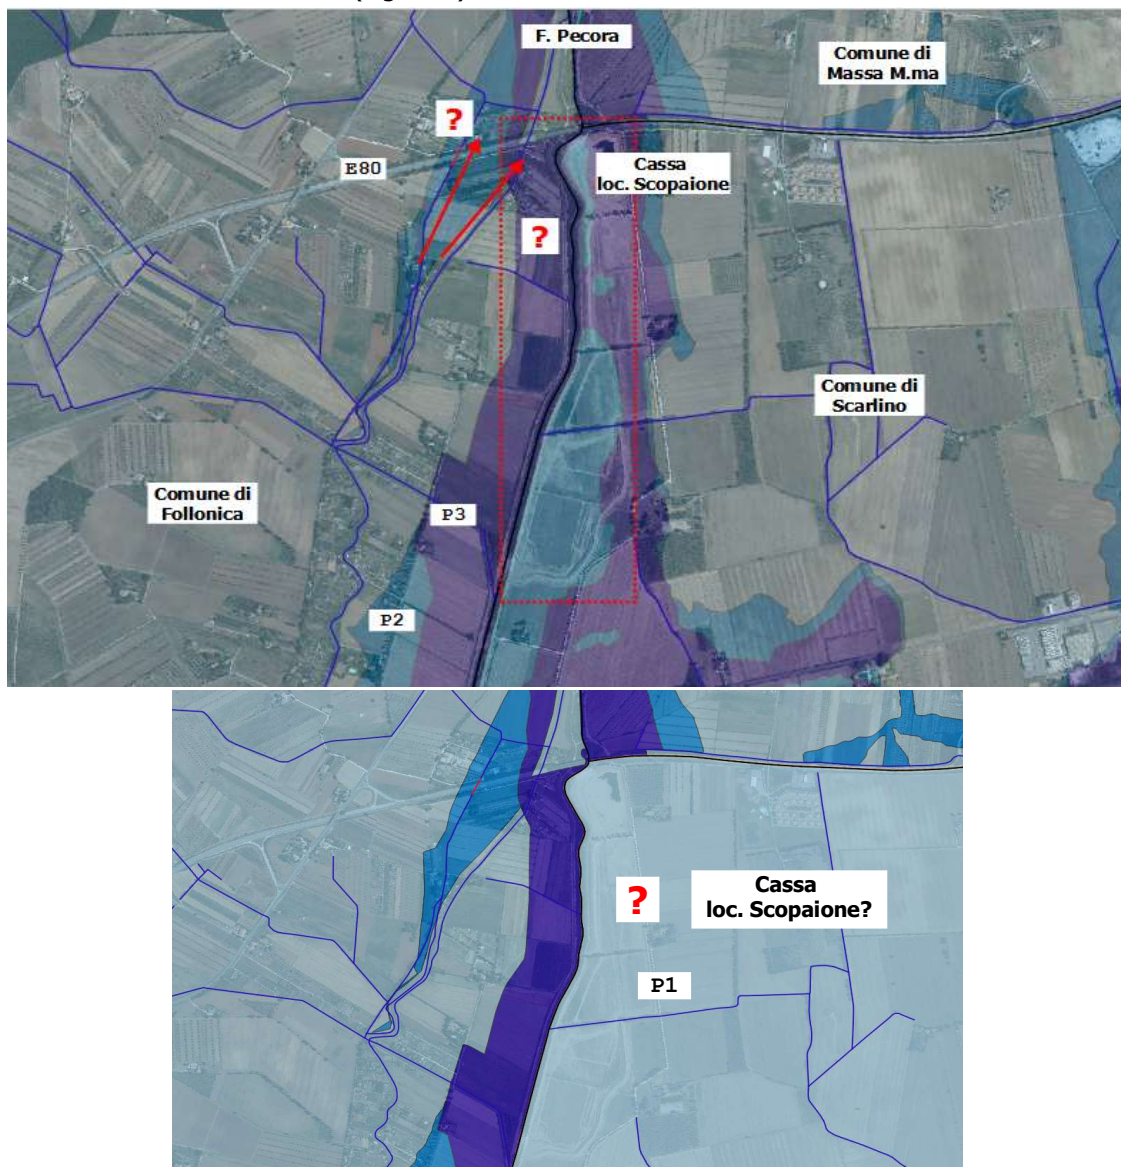 F. Pecora
Comune di
Massa M.ma
?
E80
Cassa
loc. Scopaione
?
Comune di
Scarlino
Comune di
Follonica
P3
P2
?
Cassa
loc. Scopaione?
P1